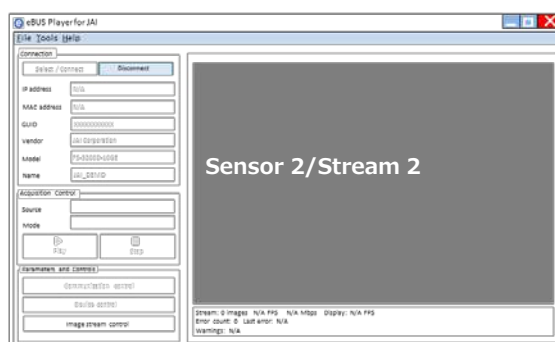 eBUS Player for JAI
File Tools Help
Connection
Select / Connect
Disconnect
IP address N/A
MAC address N/A
GUID XXXXXXXXXXX
Vendor JAI Corporation
Model
Name
Acquisition Control
Source
Mode
Play
Stop
Parameters and Controls
Communication control
Device control
Image stream control
Sensor 2/Stream 2
Stream: 0 images N/A FPS N/A Mbps Display: N/A FPS
Error count: 0 Last error: N/A
Warnings: N/A